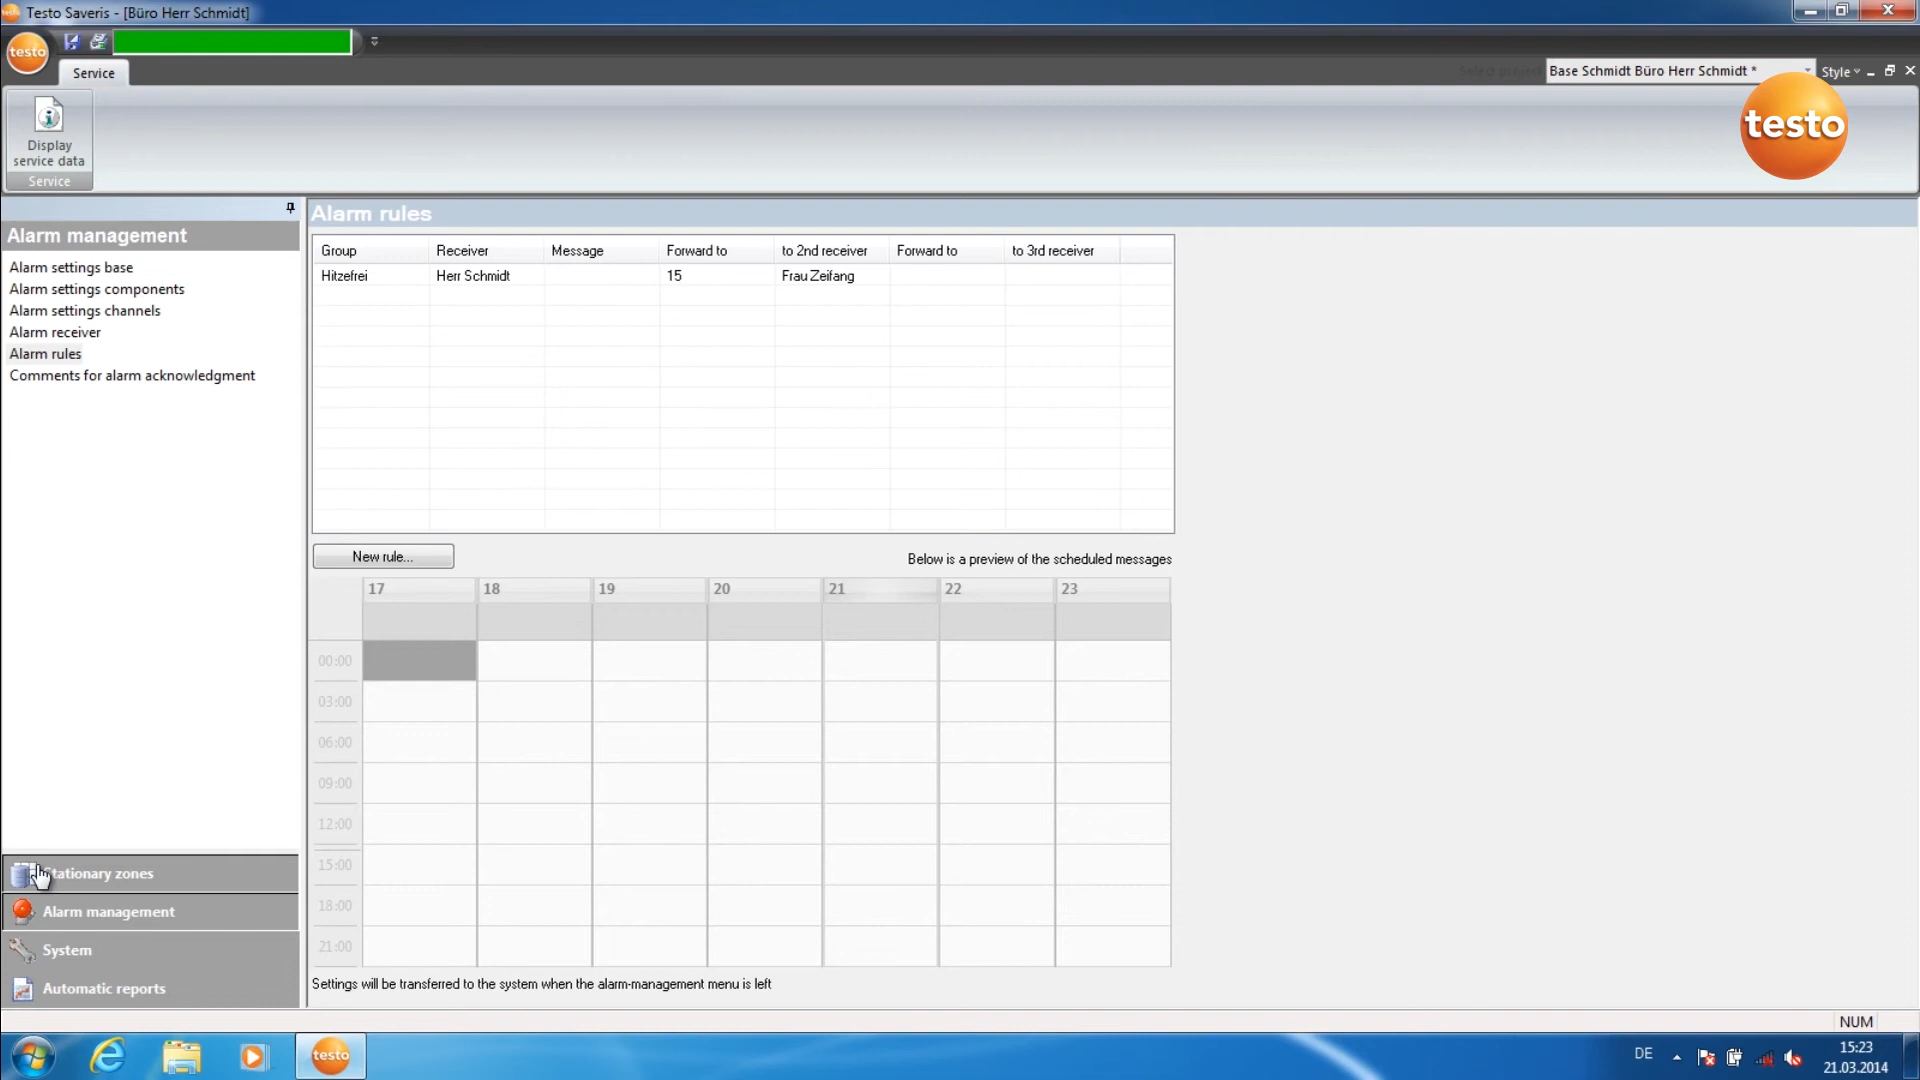 Testo Saveris - [Büro Herr Schmidt]
testo
Service
Select project
Base Schmidt Büro Herr Schmidt *
Style
Display
service data
Service
testo
Alarm management
Alarm settings base
Alarm settings components
Alarm settings channels
Alarm receiver
Alarm rules
Comments for alarm acknowledgment
Alarm rules
Group Receiver Message Forward to to 2nd receiver Forward to to 3rd receiver
Hitzefrei Herr Schmidt 15 Frau Zeifang
New rule...
Below is a preview of the scheduled messages
17 18 19 20 21 22 23
00:00
03:00
06:00
09:00
12:00
15:00
18:00
21:00
Settings will be transferred to the system when the alarm-management menu is left
Stationary zones
Alarm management
System
Automatic reports
NUM
testo
DE
15:23
21.03.2014